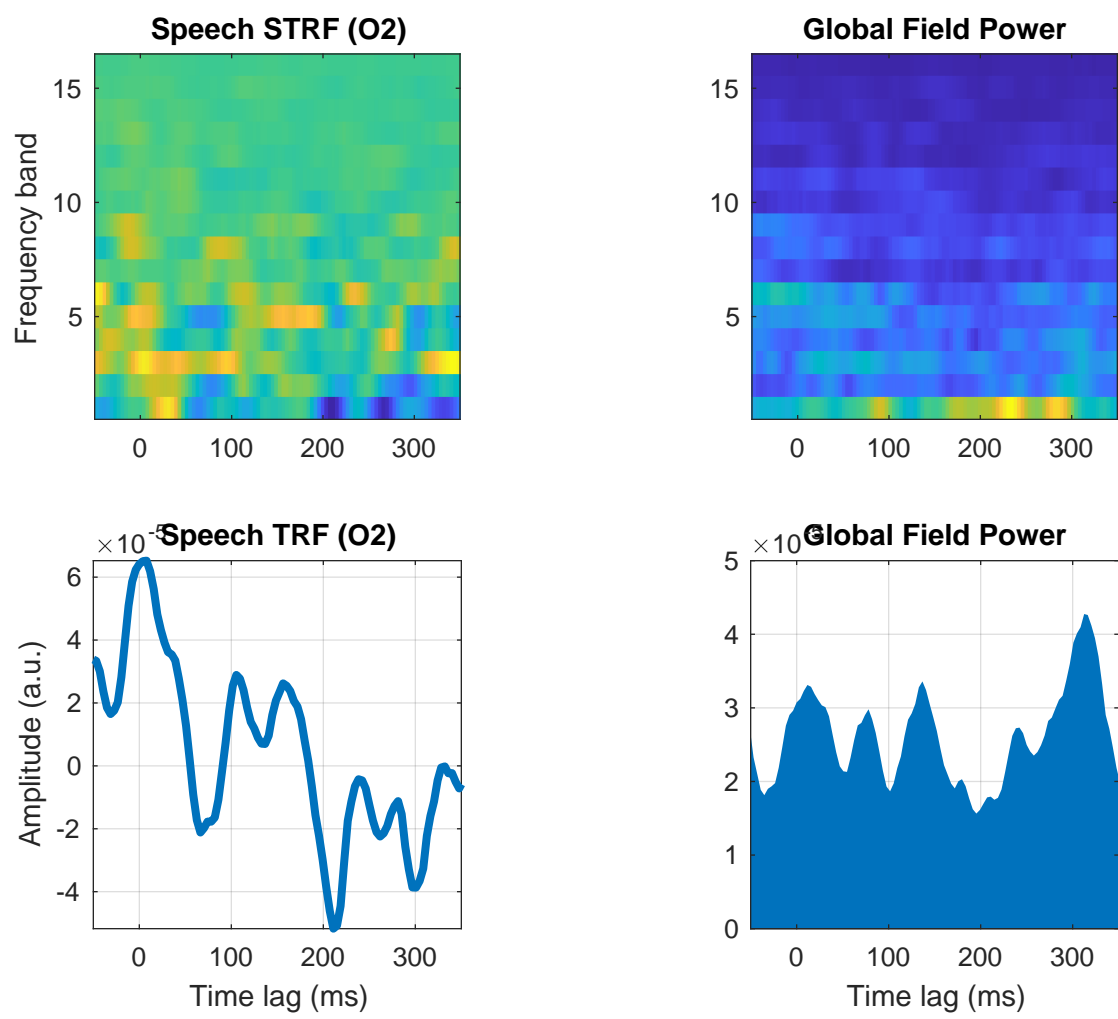 Speech STRF (O2)
Frequency band
15
10
5
0 100 200 300
Global Field Power
15
10
5
0 100 200 300
Speech TRF (O2)
×10⁻⁵
Amplitude (a.u.)
6
4
2
0
-2
-4
0 100 200 300
Time lag (ms)
Global Field Power
×10⁻⁵
5
4
3
2
1
0
0 100 200 300
Time lag (ms)